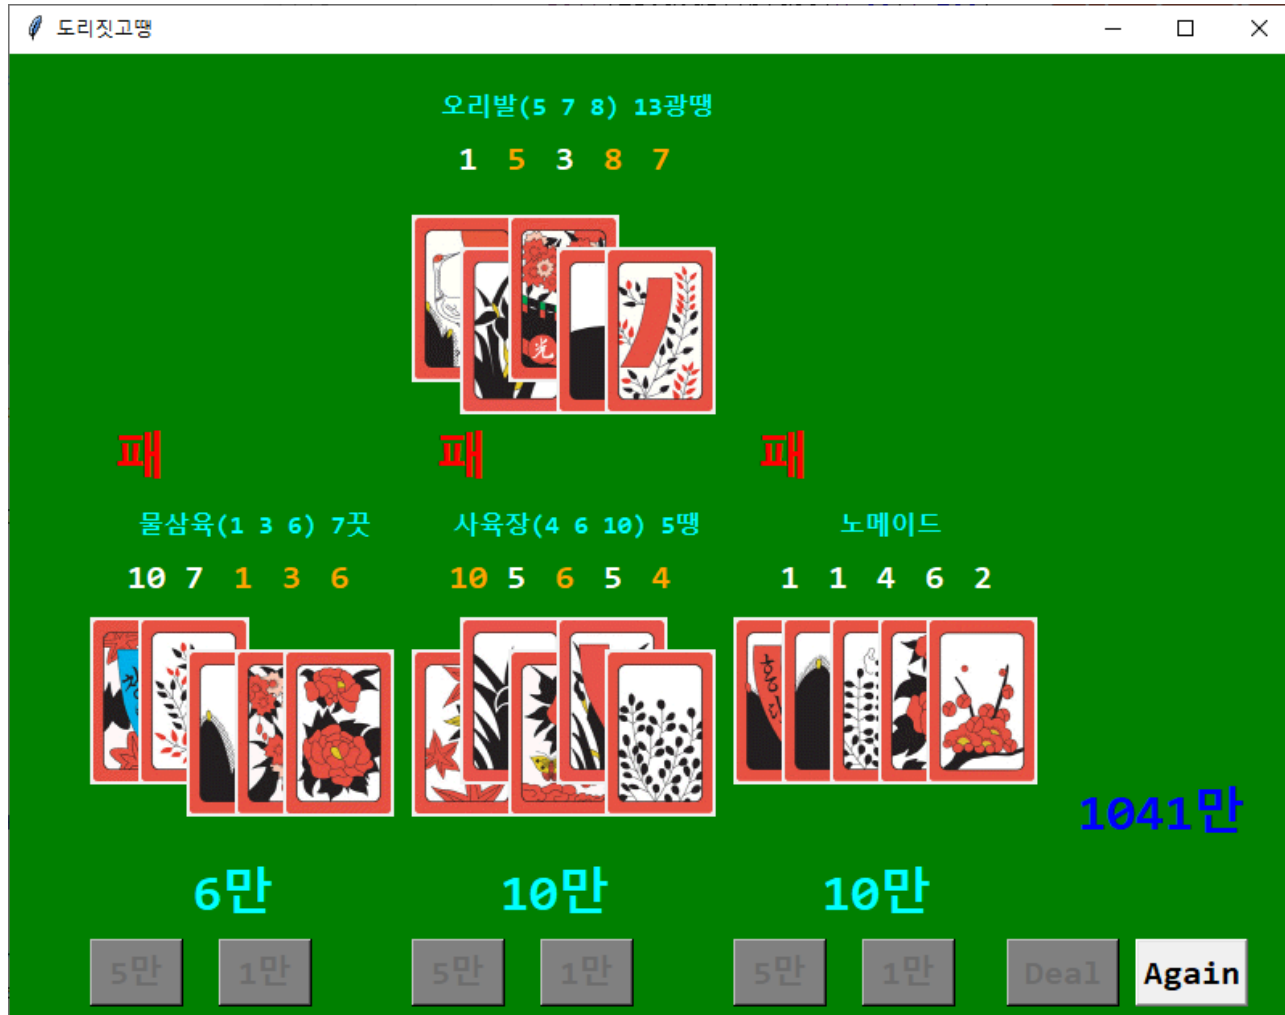 도리짓고땡
오리발(5 7 8) 13광땡
1 5 3 8 7
光
패 패 패
물삼육(1 3 6) 7끗 사육장(4 6 10) 5땡 노메이드
10 7 1 3 6 10 5 6 5 4 1 1 4 6 2
1041만
6만 10만 10만
5만 1만 5만 1만 5만 1만 Deal Again